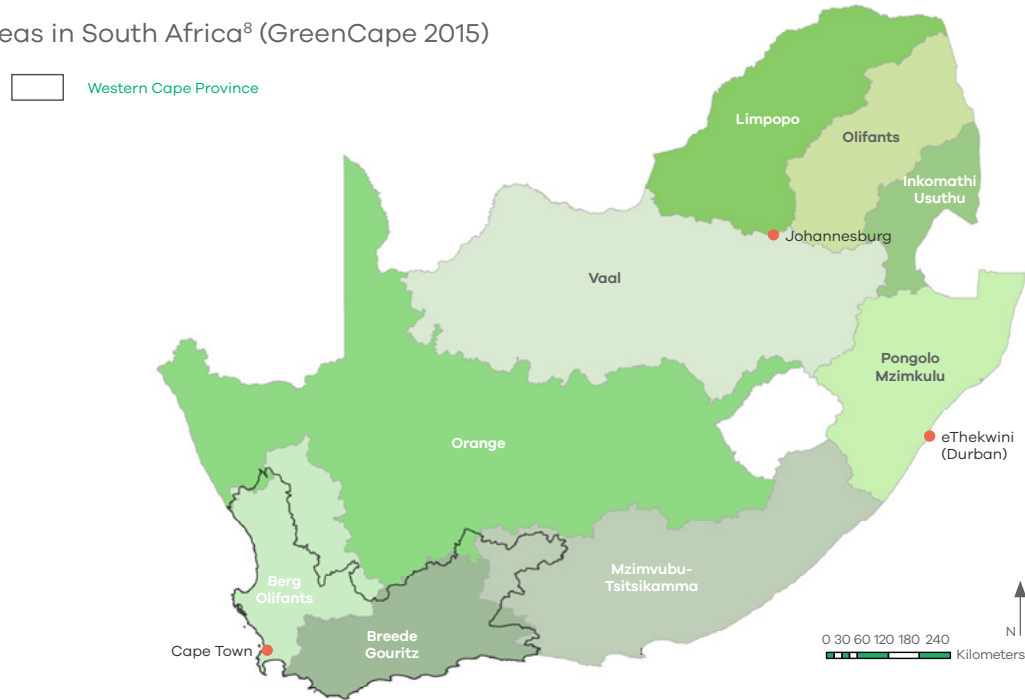 eas in South Africa⁸ (GreenCape 2015)
Western Cape Province
Limpopo
Olifants
Inkomathi
Usuthu
Johannesburg
Vaal
Pongolo
Mzimkulu
eThekwini
(Durban)
Orange
Mzimvubu-
Tsitsikamma
Berg
Olifants
Breede
Gouritz
Cape Town
N
0 30 60 120 180 240
Kilometers